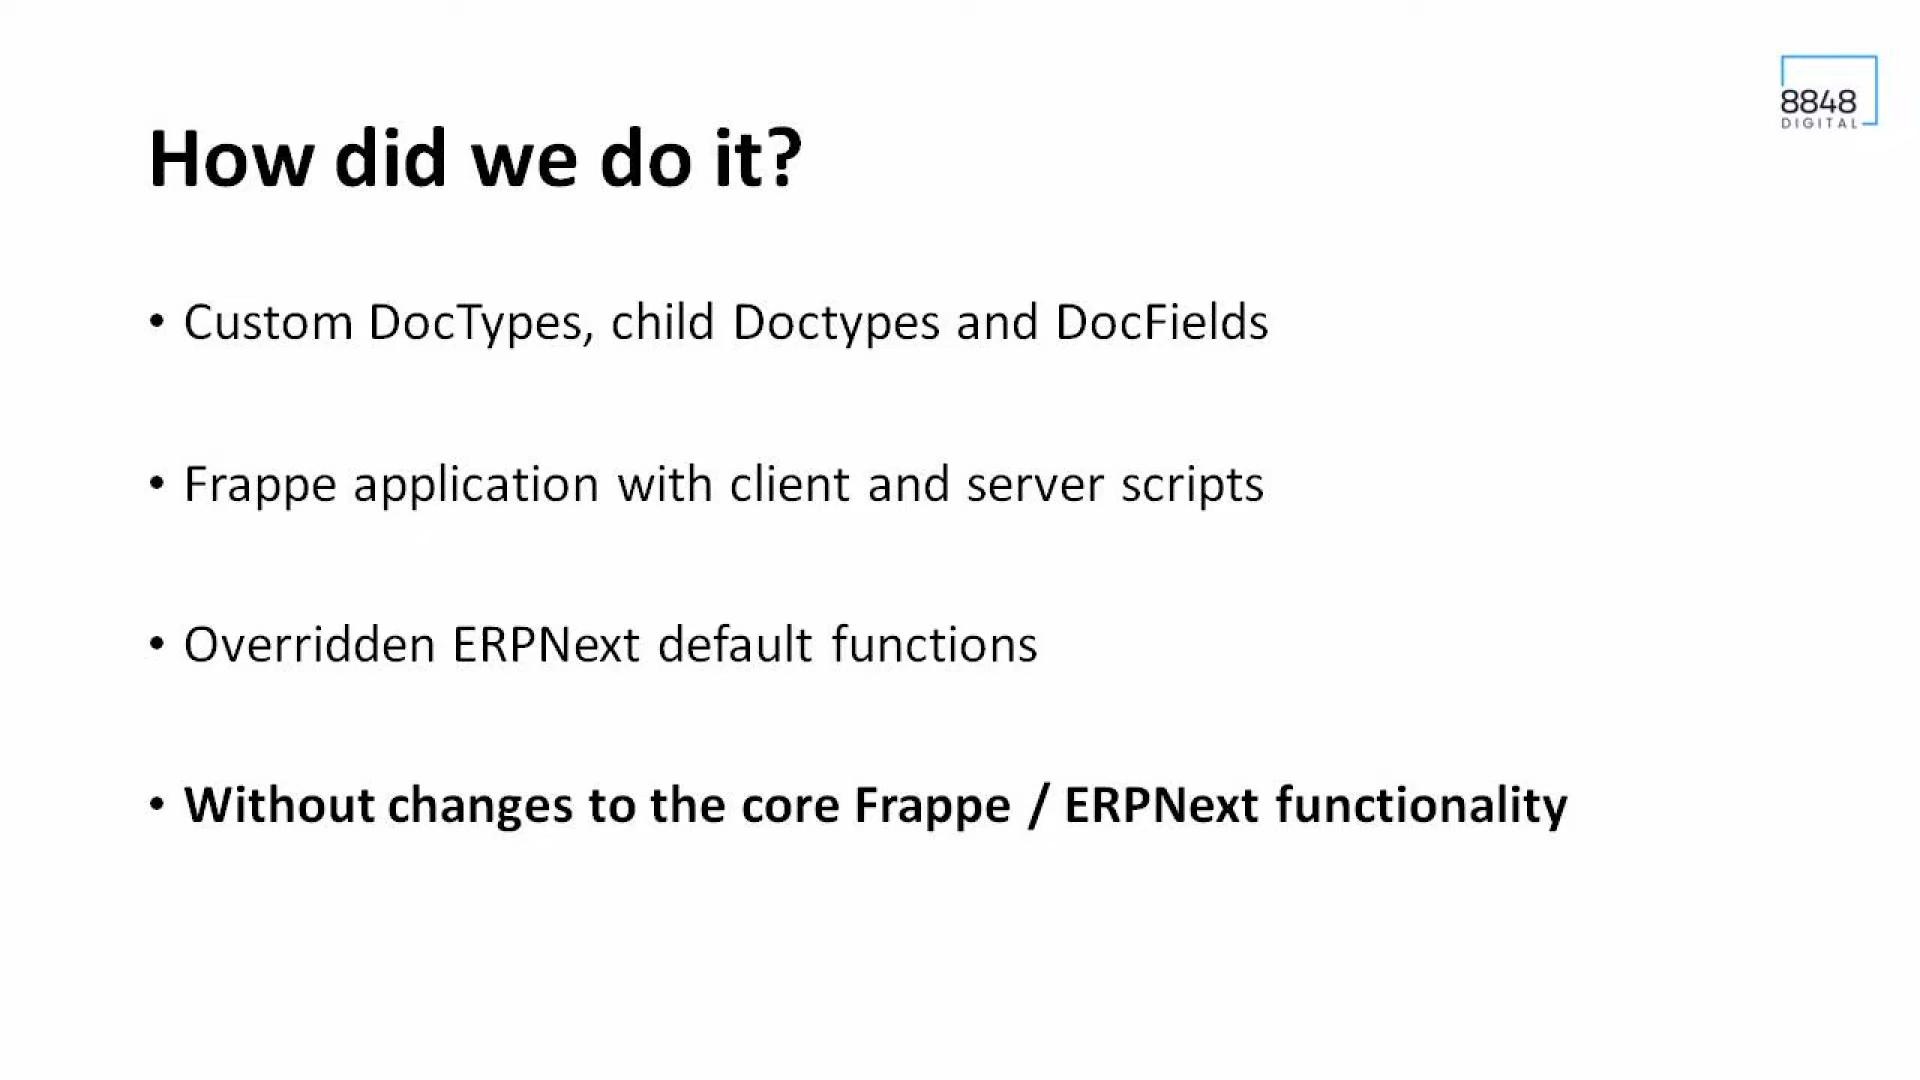 8848
DIGITAL
How did we do it?
• Custom DocTypes, child Doctypes and DocFields
• Frappe application with client and server scripts
• Overridden ERPNext default functions
• Without changes to the core Frappe / ERPNext functionality